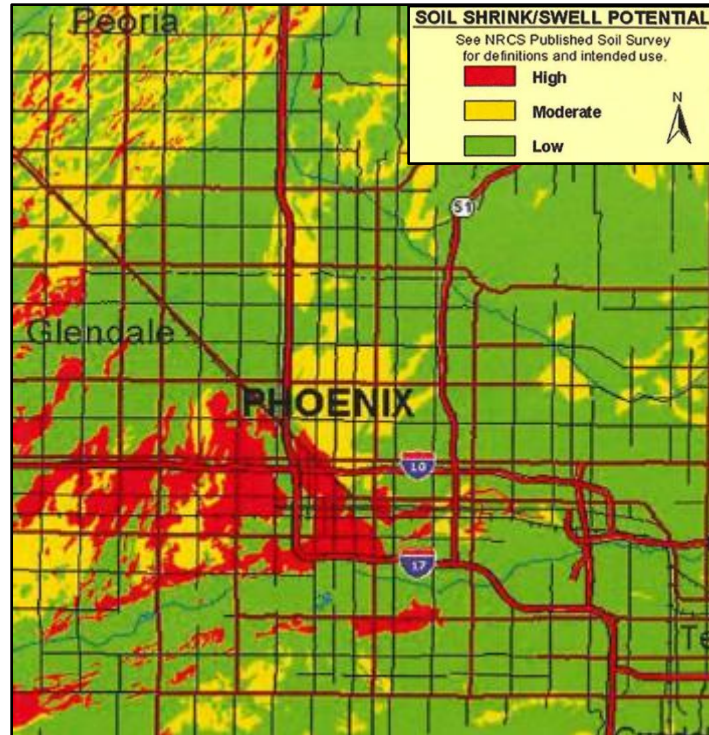 Peoria
SOIL SHRINK/SWELL POTENTIAL
See NRCS Published Soil Survey
for definitions and intended use.
High
Moderate
Low
N
51
Glendale
PHOENIX
10
17
Te